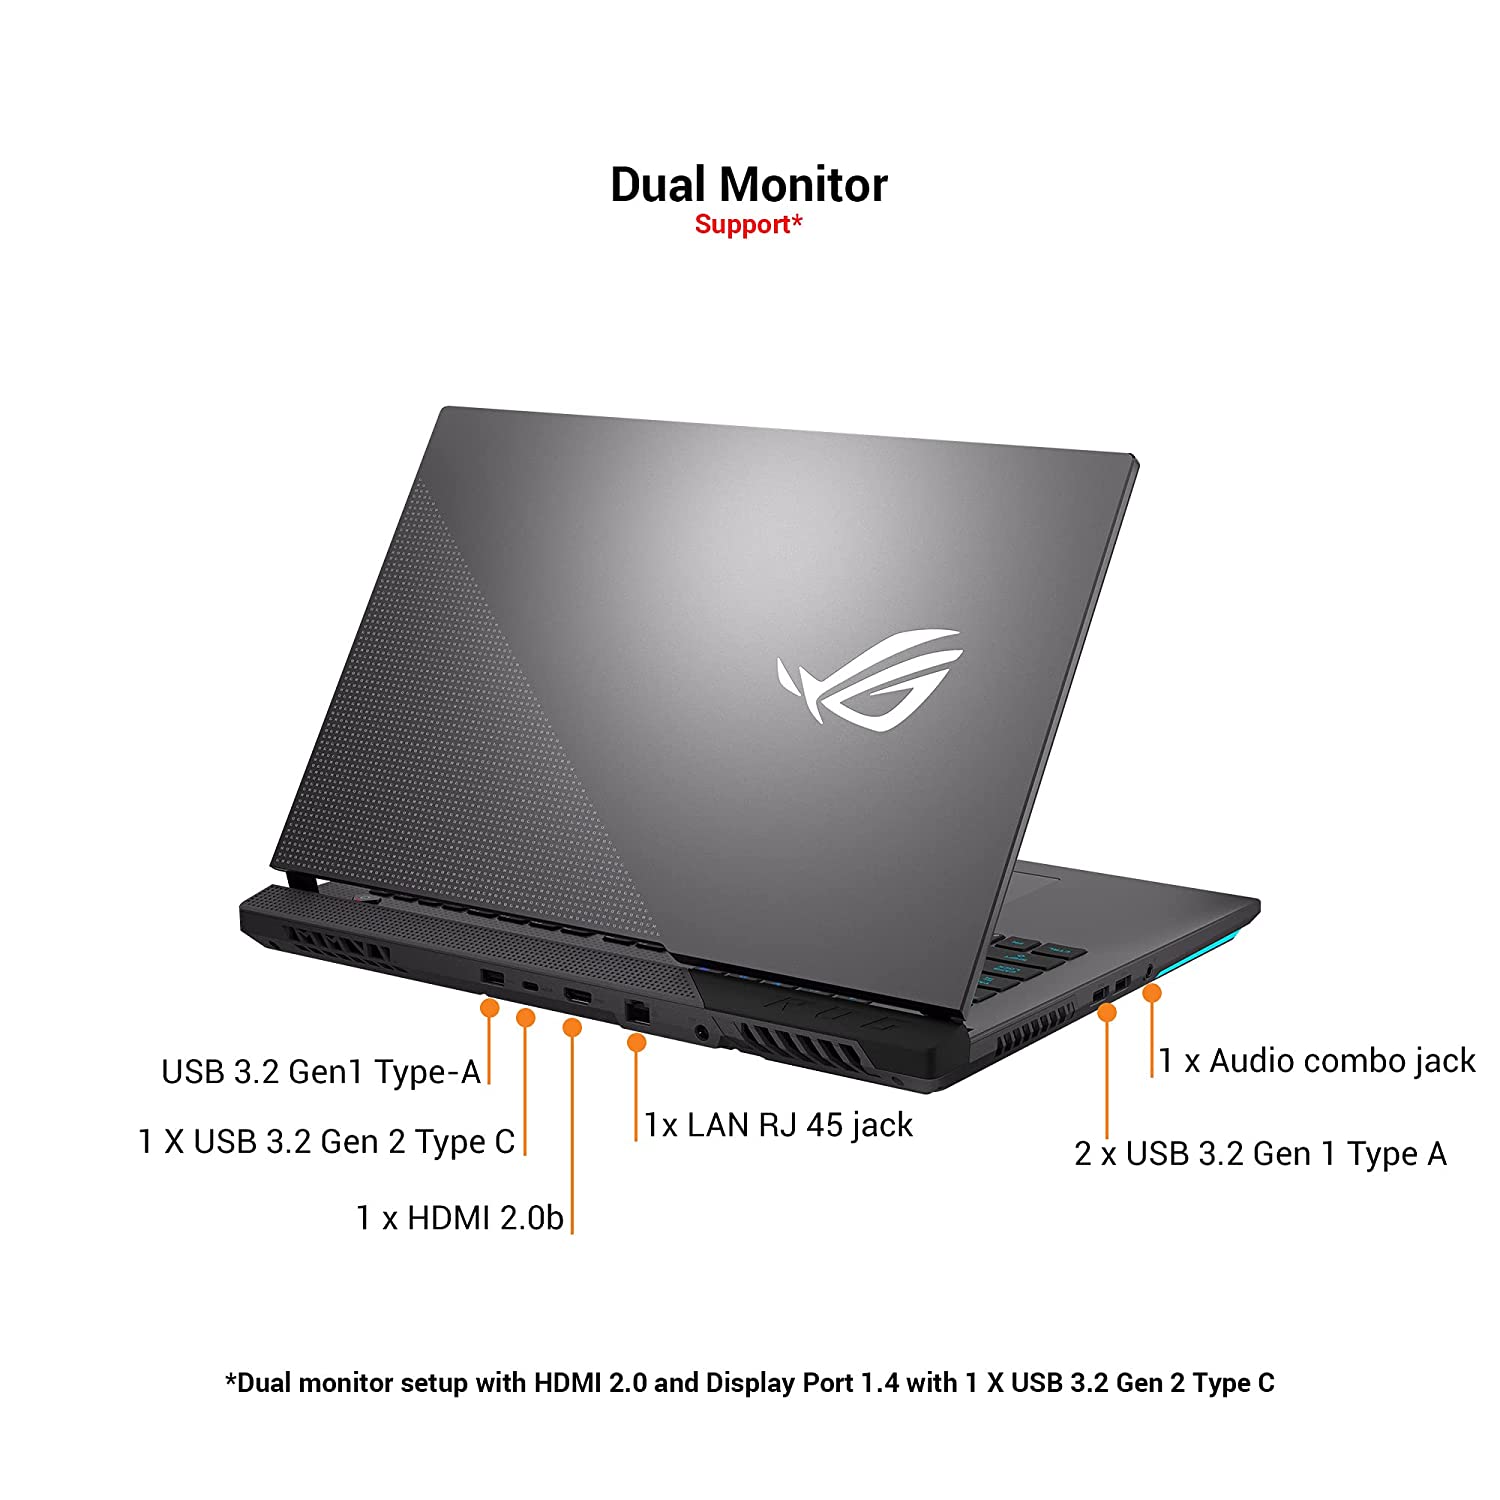 Dual Monitor
Support*
USB 3.2 Gen1 Type-A
1 X USB 3.2 Gen 2 Type C
1 x HDMI 2.0b
1x LAN RJ 45 jack
1 x Audio combo jack
2 x USB 3.2 Gen 1 Type A
*Dual monitor setup with HDMI 2.0 and Display Port 1.4 with 1 X USB 3.2 Gen 2 Type C